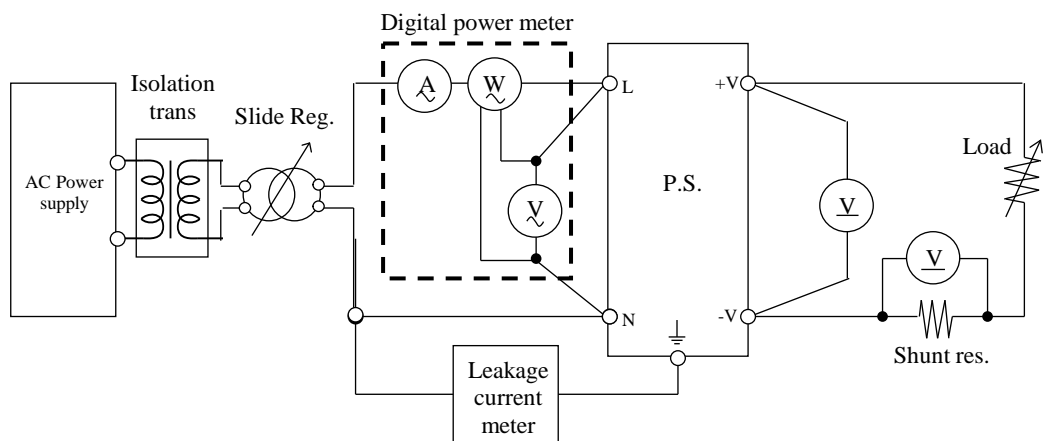 Digital power meter
Isolation
trans
Slide Reg.
AC Power
supply
A
W
V
L
N
P.S.
+V
-V
V
V
Load
Shunt res.
Leakage
current
meter